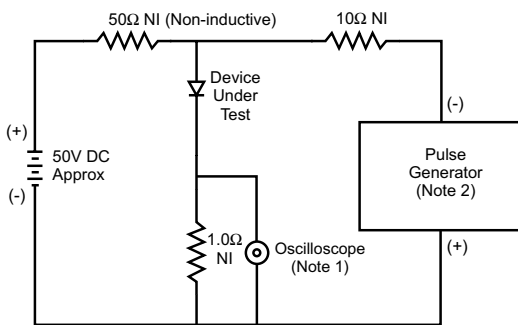 50Ω NI (Non-inductive)
10Ω NI
Device
Under
Test
(+)
50V DC
Approx
(-)
1.0Ω
NI
Oscilloscope
(Note 1)
(-)
Pulse
Generator
(Note 2)
(+)